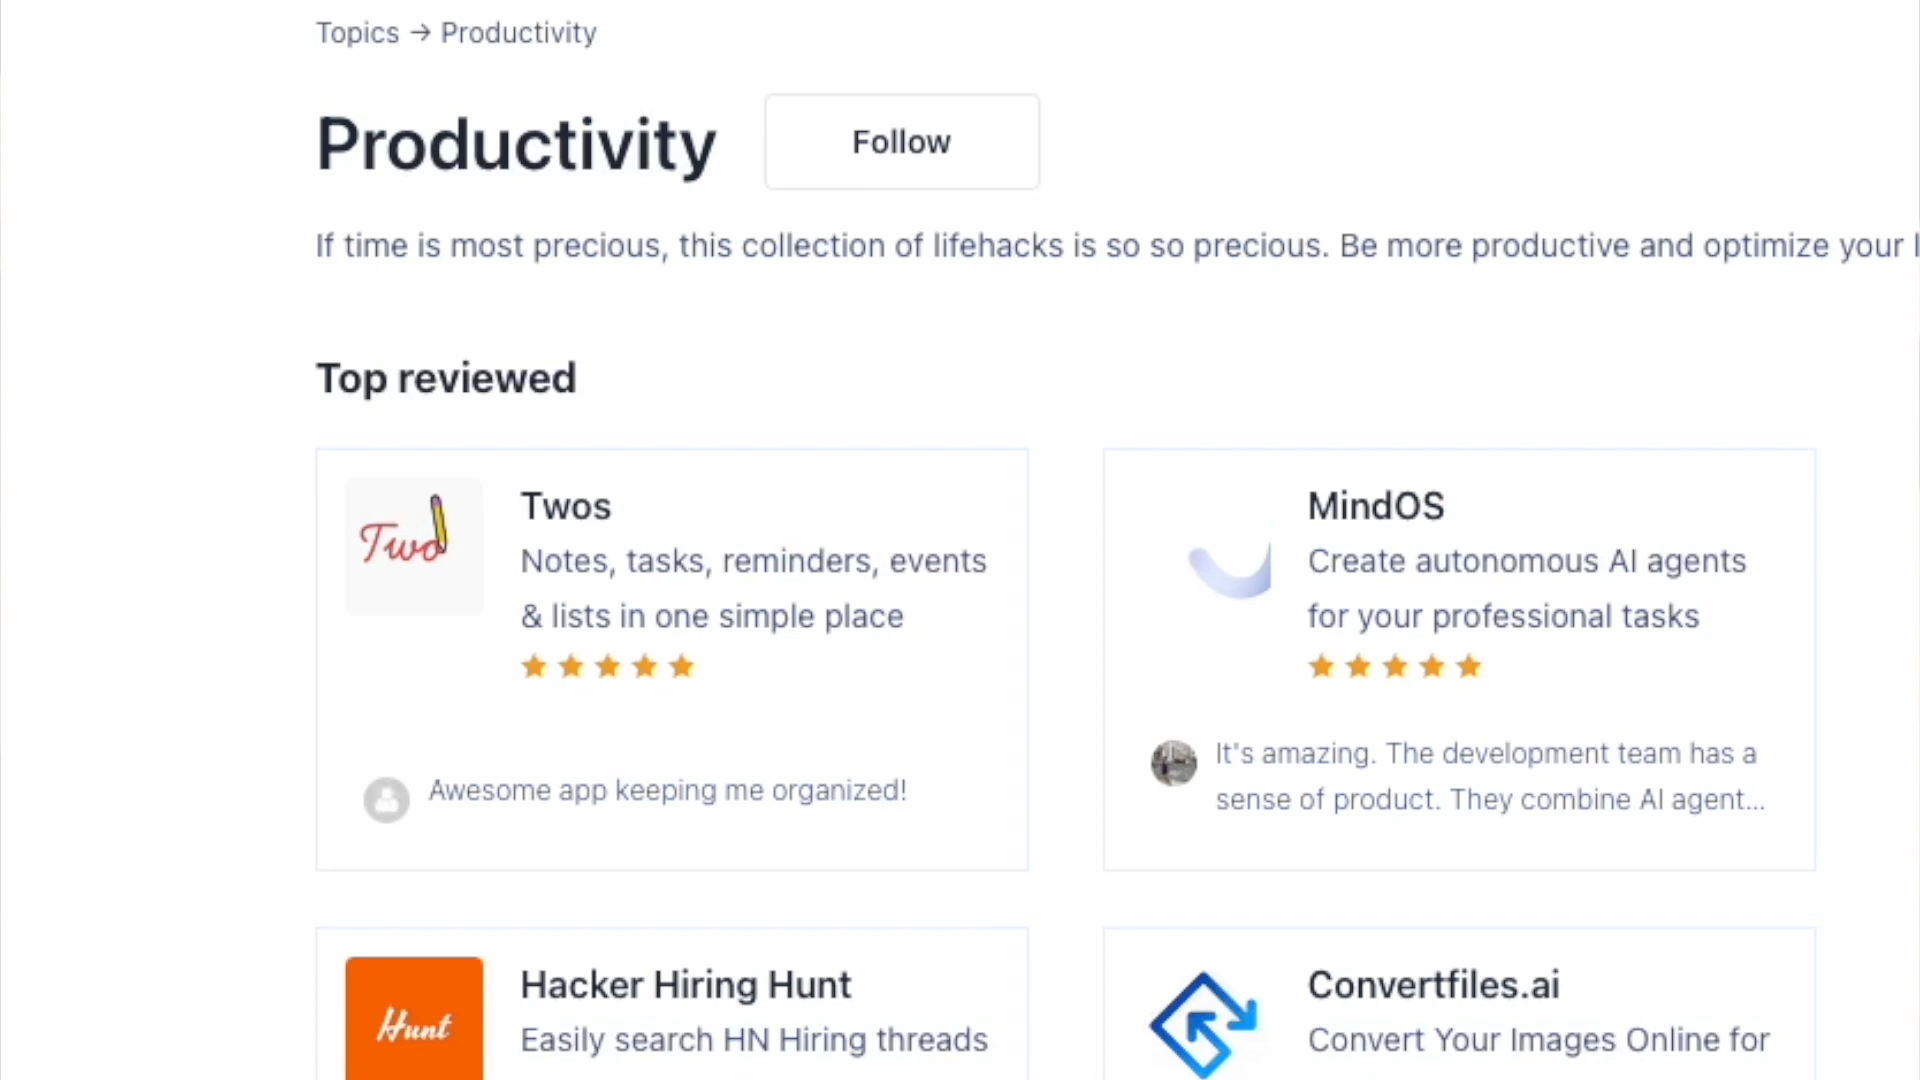 Topics → Productivity
Productivity
Follow
If time is most precious, this collection of lifehacks is so so precious. Be more productive and optimize your
Top reviewed
Two
Twos
Notes, tasks, reminders, events
& lists in one simple place
Awesome app keeping me organized!
MindOS
Create autonomous AI agents
for your professional tasks
It's amazing. The development team has a
sense of product. They combine AI agent...
Hunt
Hacker Hiring Hunt
Easily search HN Hiring threads
Convertfiles.ai
Convert Your Images Online for